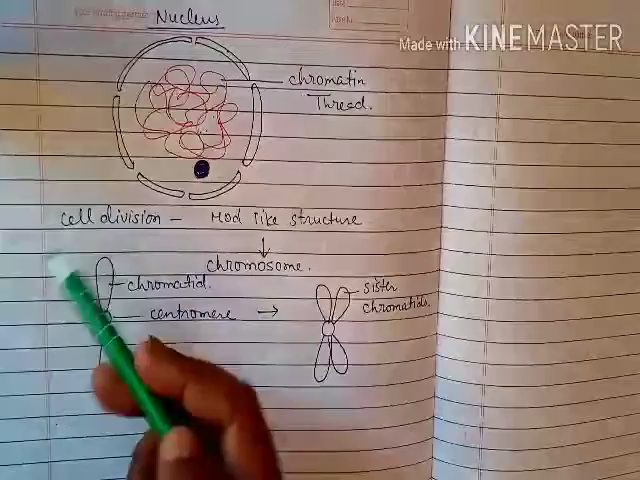 Nucleus
Made with KINEMASTER
chromatin
Thread.
cell division - Rod like structure
chromosome.
chromatid.
sister
chromatids.
centromere